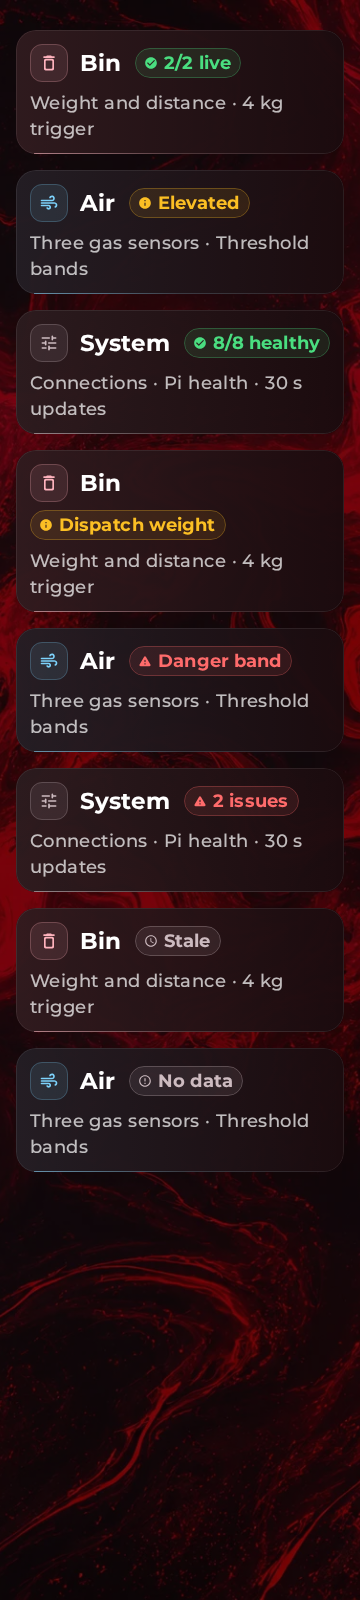 Bin 2/2 live
Weight and distance · 4 kg
trigger
Air Elevated
Three gas sensors · Threshold
bands
System 8/8 healthy
Connections · Pi health · 30 s
updates
Bin
Dispatch weight
Weight and distance · 4 kg
trigger
Air Danger band
Three gas sensors · Threshold
bands
System 2 issues
Connections · Pi health · 30 s
updates
Bin Stale
Weight and distance · 4 kg
trigger
Air No data
Three gas sensors · Threshold
bands